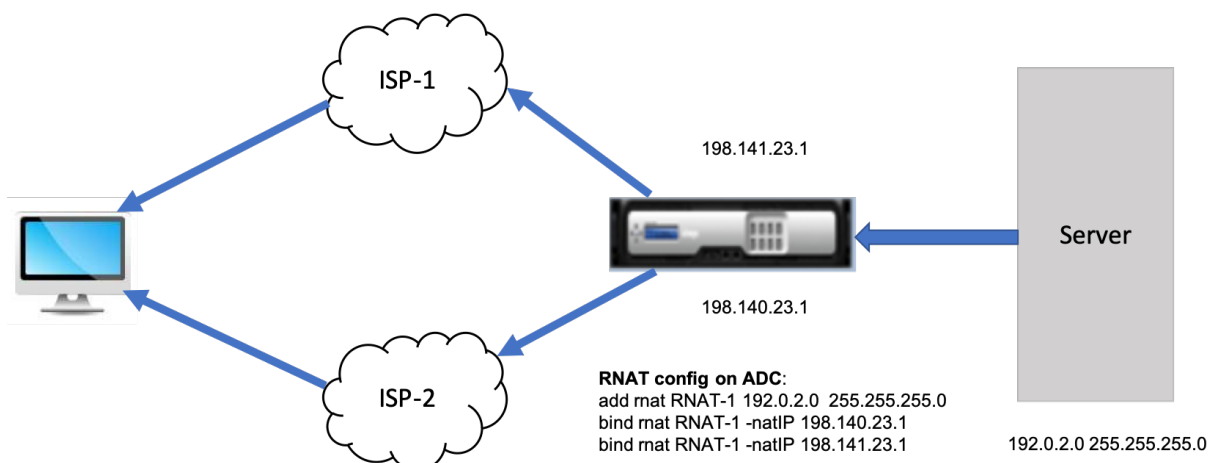 ISP-1
198.141.23.1
Server
198.140.23.1
ISP-2
RNAT config on ADC:
add rnat RNAT-1 192.0.2.0 255.255.255.0
bind rnat RNAT-1 -natIP 198.140.23.1
bind rnat RNAT-1 -natIP 198.141.23.1
192.0.2.0 255.255.255.0